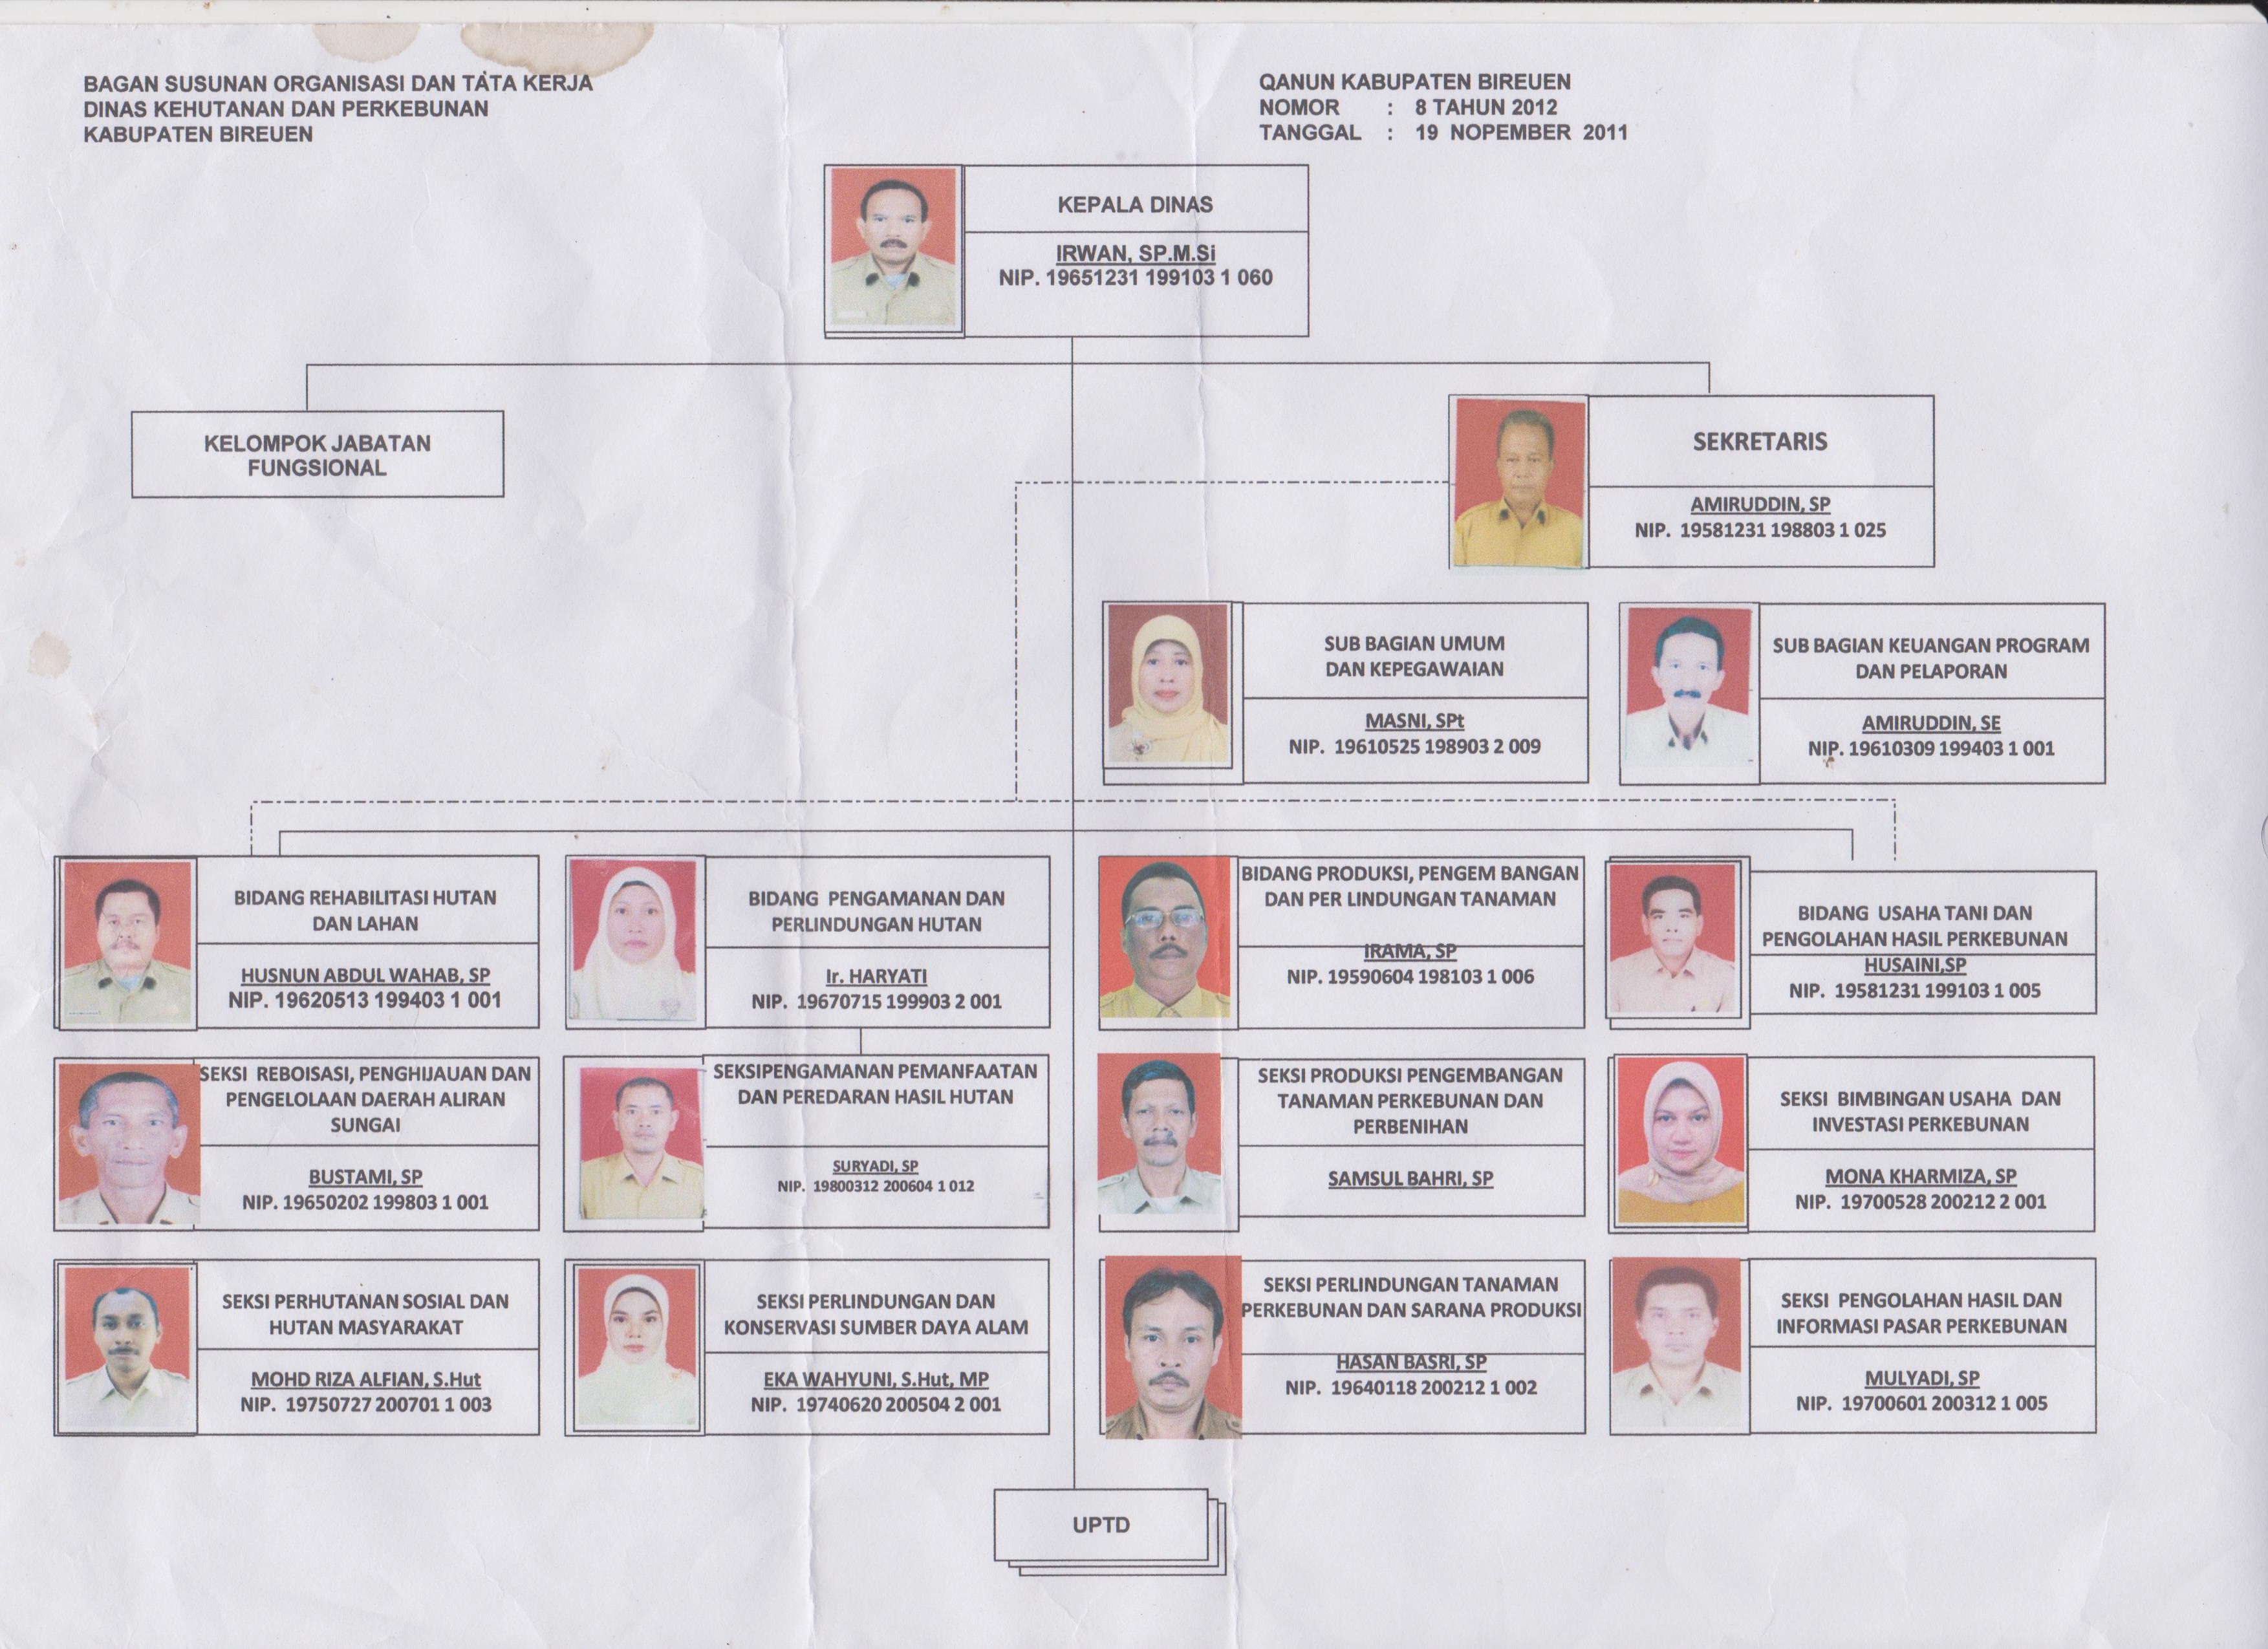 BAGAN SUSUNAN ORGANISASI DAN TATA KERJA
DINAS KEHUTANAN DAN PERKEBUNAN
KABUPATEN BIREUEN
QANUN KABUPATEN BIREUEN
NOMOR : 8 TAHUN 2012
TANGGAL : 19 NOPEMBER 2011
KEPALA DINAS
IRWAN, SP.M.Si
NIP. 19651231 199103 1 060
KELOMPOK JABATAN
FUNGSIONAL
SEKRETARIS
AMIRUDDIN, SP
NIP. 19581231 198803 1 025
SUB BAGIAN UMUM
DAN KEPEGAWAIAN
MASNI, SPt
NIP. 19610525 198903 2 009
SUB BAGIAN KEUANGAN PROGRAM
DAN PELAPORAN
AMIRUDDIN, SE
NIP. 19610309 199403 1 001
BIDANG REHABILITASI HUTAN
DAN LAHAN
HUSNUN ABDUL WAHAB, SP
NIP. 19620513 199403 1 001
BIDANG PENGAMANAN DAN
PERLINDUNGAN HUTAN
Ir. HARYATI
NIP. 19670715 199903 2 001
BIDANG PRODUKSI, PENGEM BANGAN
DAN PER LINDUNGAN TANAMAN
IRAMA, SP
NIP. 19590604 198103 1 006
BIDANG USAHA TANI DAN
PENGOLAHAN HASIL PERKEBUNAN
HUSAINI,SP
NIP. 19581231 199103 1 005
SEKSI REBOISASI, PENGHIJAUAN DAN
PENGELOLAAN DAERAH ALIRAN
SUNGAI
BUSTAMI, SP
NIP. 19650202 199803 1 001
SEKSIPENGAMANAN PEMANFAATAN
DAN PEREDARAN HASIL HUTAN
SURYADI, SP
NIP. 19800312 200604 1 012
SEKSI PRODUKSI PENGEMBANGAN
TANAMAN PERKEBUNAN DAN
PERBENIHAN
SAMSUL BAHRI, SP
SEKSI BIMBINGAN USAHA DAN
INVESTASI PERKEBUNAN
MONA KHARMIZA, SP
NIP. 19700528 200212 2 001
SEKSI PERHUTANAN SOSIAL DAN
HUTAN MASYARAKAT
MOHD RIZA ALFIAN, S.Hut
NIP. 19750727 200701 1 003
SEKSI PERLINDUNGAN DAN
KONSERVASI SUMBER DAYA ALAM
EKA WAHYUNI, S.Hut, MP
NIP. 19740620 200504 2 001
SEKSI PERLINDUNGAN TANAMAN
PERKEBUNAN DAN SARANA PRODUKSI
HASAN BASRI, SP
NIP. 19640118 200212 1 002
SEKSI PENGOLAHAN HASIL DAN
INFORMASI PASAR PERKEBUNAN
MULYADI, SP
NIP. 19700601 200312 1 005
UPTD